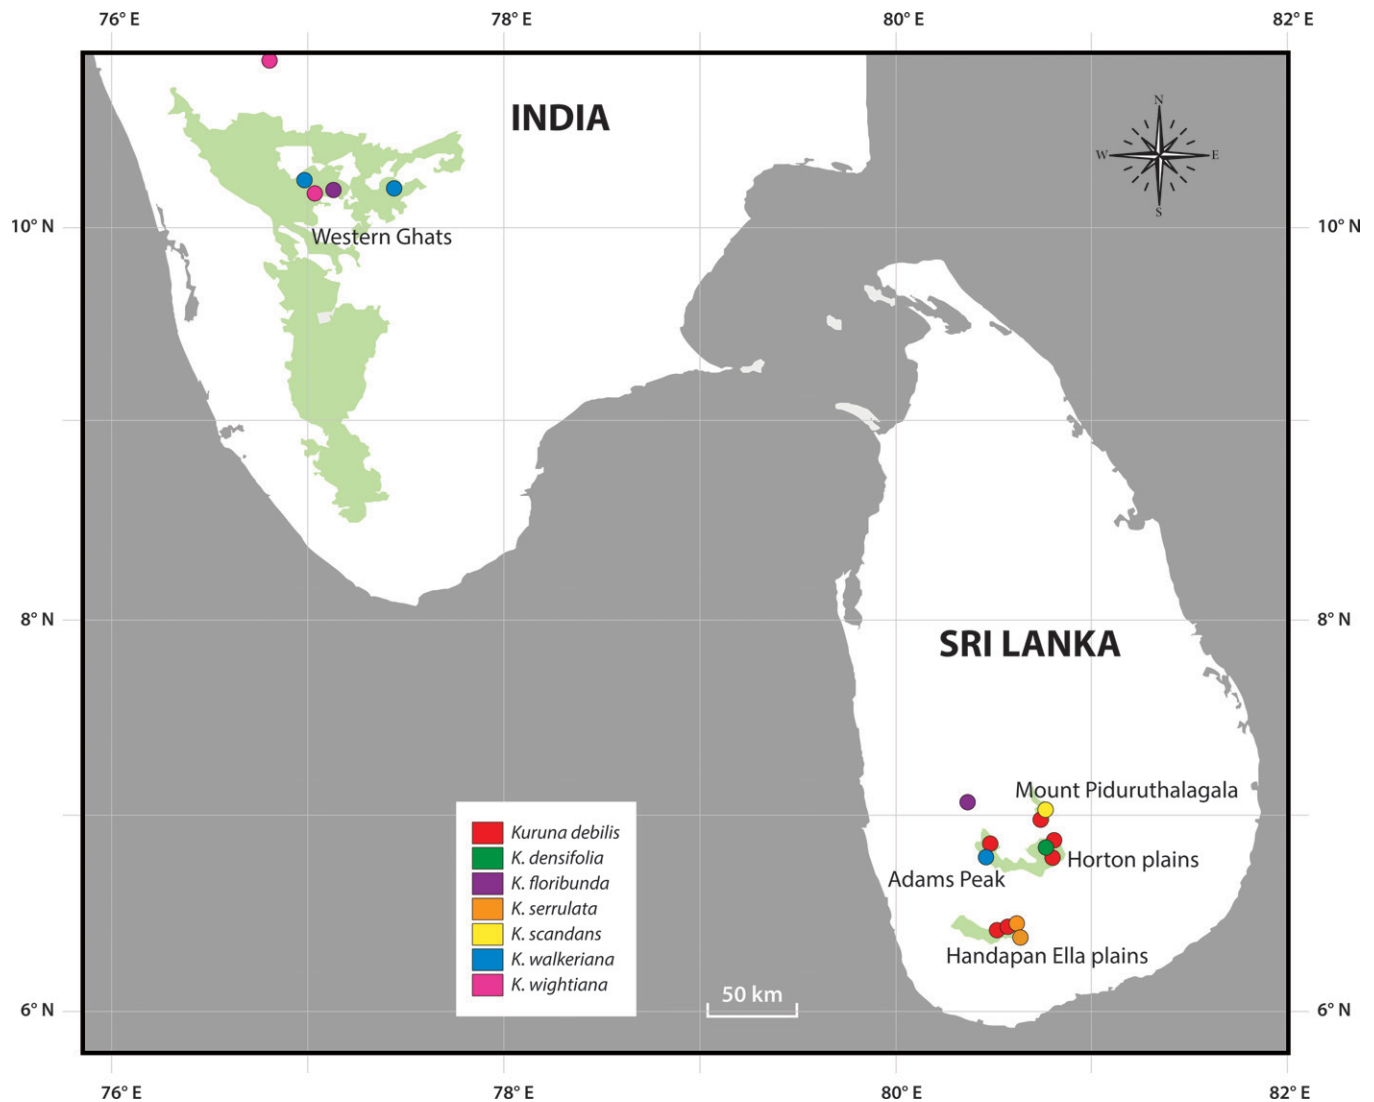 76° E 78° E 80° E 82° E
INDIA
N
W E
S
10° N 10° N
Western Ghats
8° N 8° N
SRI LANKA
Mount Piduruthalagala
Kuruna debilis
K. densifolia
Horton plains
K. floribunda
Adams Peak
K. serrulata
K. scandans
Handapan Ella plains
K. walkeriana
K. wightiana
50 km
6° N 6° N
76° E 78° E 80° E 82° E